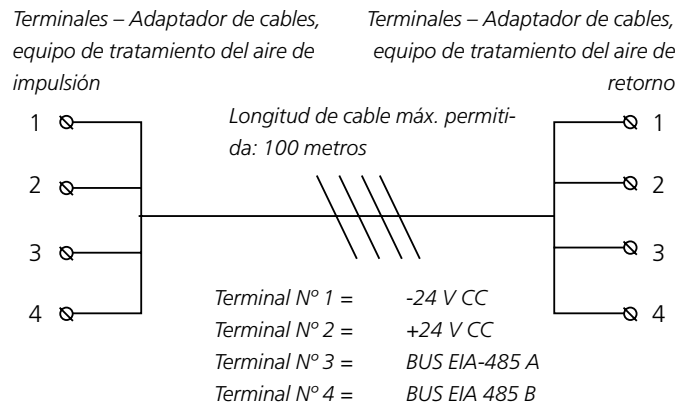 Terminales – Adaptador de cables,
equipo de tratamiento del aire de
impulsión
Terminales – Adaptador de cables,
equipo de tratamiento del aire de
retorno
Longitud de cable máx. permiti-
da: 100 metros
1
2
3
4
1
2
3
4
Terminal Nº 1 = -24 V CC
Terminal Nº 2 = +24 V CC
Terminal Nº 3 = BUS EIA-485 A
Terminal Nº 4 = BUS EIA 485 B